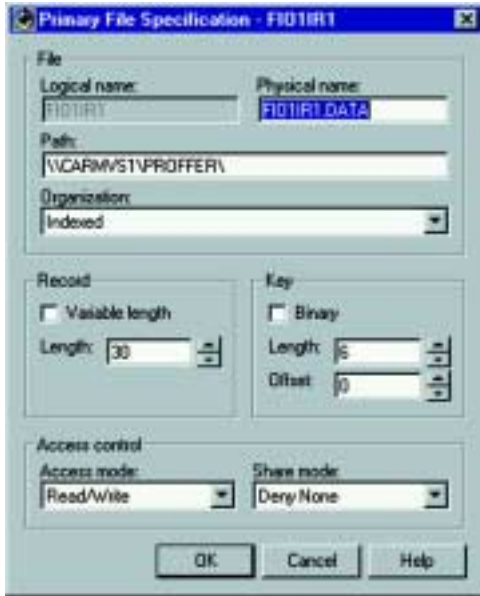 Primary File Specification - FI01IR1
File
Logical name: Physical name:
FI01IR1 FI01IR1.DATA
Path:
\\CARMVS1\PROFFER\
Organization:
Indexed
Record Key
Variable length Binary
Length: 30 Length: 6
Offset: 0
Access control
Access mode: Share mode:
Read/Write Deny None
OK Cancel Help